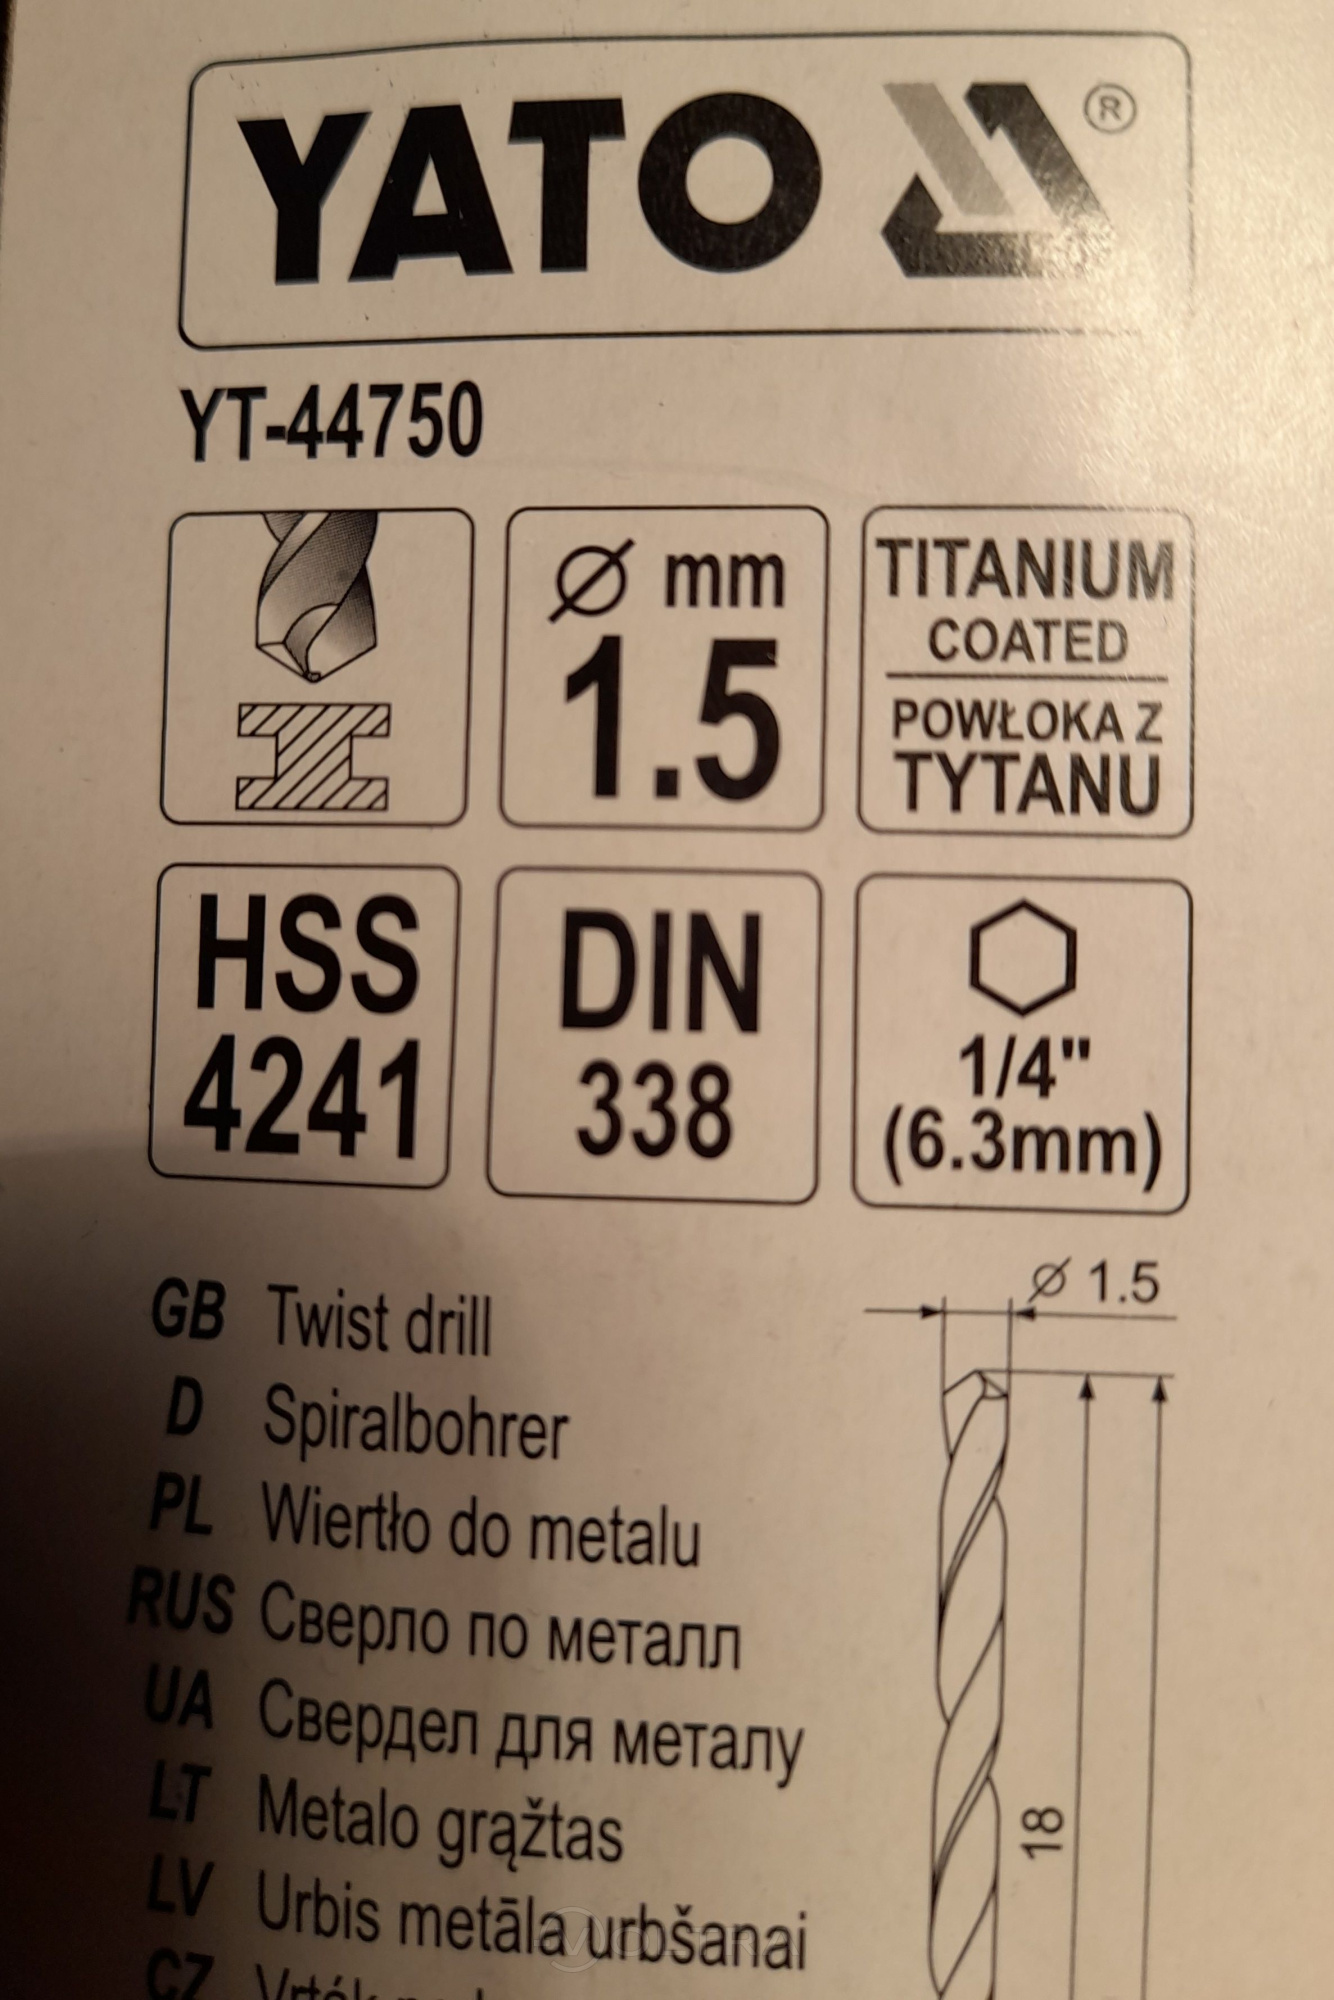 YATO ®
YT-44750
Ø mm
1.5
TITANIUM
COATED
POWŁOKA Z
TYTANU
HSS
4241
DIN
338
1/4"
(6.3mm)
GB Twist drill
D Spiralbohrer
PL Wiertło do metalu
RUS Сверло по металл
UA Свердел для металу
LT Metalo grąžtas
LV Urbis metāla urbšanai
CZ
Ø 1.5
18